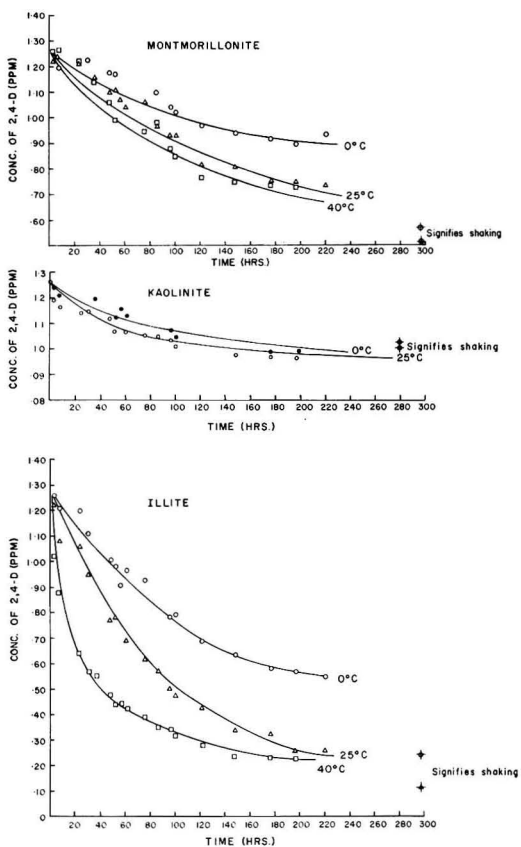 MONTMORILLONITE
CONC. OF 2,4-D (PPM)
1·40
1·30
1·20
1·10
1·00
.90
.80
.70
·60
0°C
25°C
40°C
Signifies shaking
20 40 60 80 100 120 140 160 180 200 220 240 260 280 300
TIME (HRS.)
KAOLINITE
CONC. OF 2,4-D (PPM)
1·3
1·2
1·1
1·0
.09
.08
0°C
25°C
Signifies shaking
0 20 40 60 80 100 120 140 160 180 200 220 240 260 280 300
TIME (HRS.)
ILLITE
CONC. OF 2,4-D (PPM)
1·40
1·30
1·20
1·10
1·00
.90
·80
·70
·60
·50
·40
·30
·20
·10
0
0°C
25°C
40°C
Signifies shaking
20 40 60 80 100 120 140 160 180 200 220 240 260 280 300
TIME (HRS.)